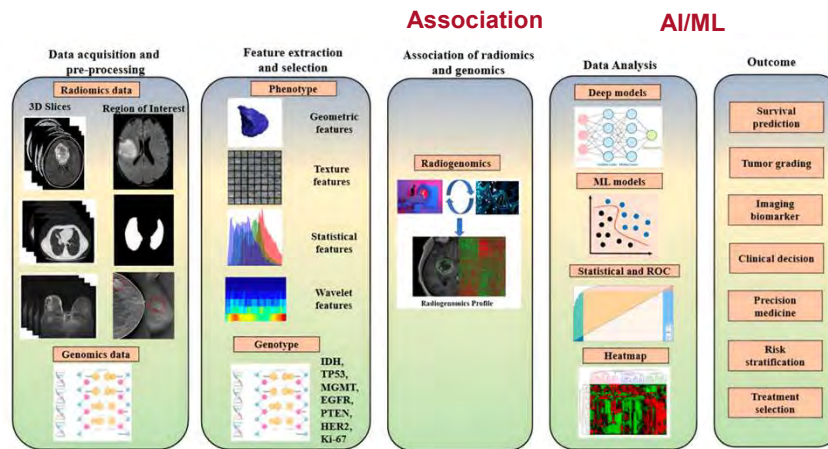 Association
AI/ML
Data acquisition and
pre-processing
Radiomics data
3D Slices
Region of Interest
Genomics data
Feature extraction
and selection
Phenotype
Geometric
features
Texture
features
Statistical
features
Wavelet
features
Genotype
IDH,
TP53,
MGMT,
EGFR,
PTEN,
HER2,
Ki-67
Association of radiomics
and genomics
Radiogenomics
Radiogenomics Profile
Data Analysis
Deep models
ML models
Statistical and ROC
Heatmap
Outcome
Survival
prediction
Tumor grading
Imaging
biomarker
Clinical decision
Precision
medicine
Risk
stratification
Treatment
selection